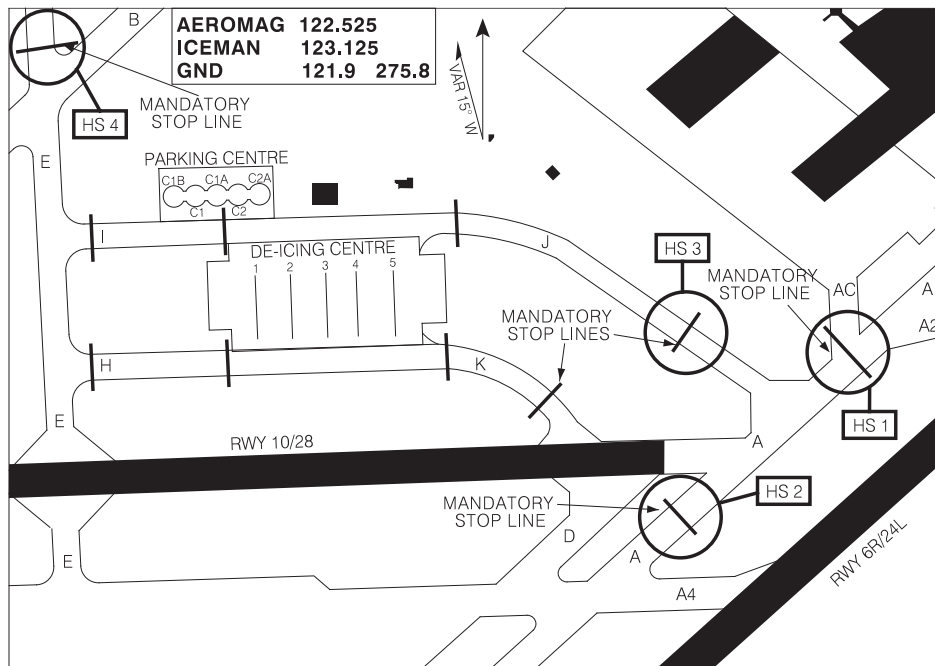 B
AEROMAG 122.525
ICEMAN 123.125
GND 121.9 275.8
VAR 15° W
MANDATORY
STOP LINE
HS 4
E
PARKING CENTRE
C1B C1A C2A
C1 C2
I
J
DE-ICING CENTRE
1 2 3 4 5
HS 3
MANDATORY
STOP LINE
AC
A
A2
MANDATORY
STOP LINES
H
K
HS 1
E
RWY 10/28
A
MANDATORY
STOP LINE
HS 2
D
A
E
A4
RWY 6R/24L